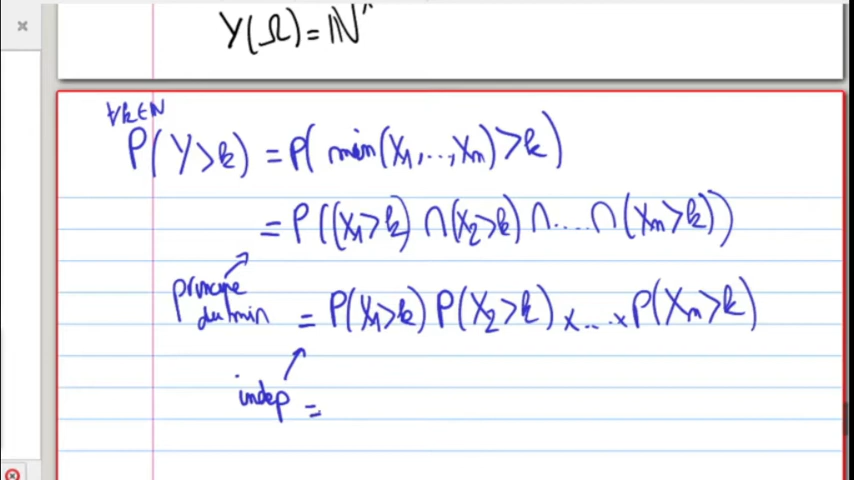 Y(Ω) = ℕ*
∀k∈ℕ
P(Y>k) = P(min(X₁,...,Xₙ)>k)
= P((X₁>k)∩(X₂>k)∩....∩(Xₙ>k))
principe
du min
= P(X₁>k) P(X₂>k) x....x P(Xₙ>k)
indep =